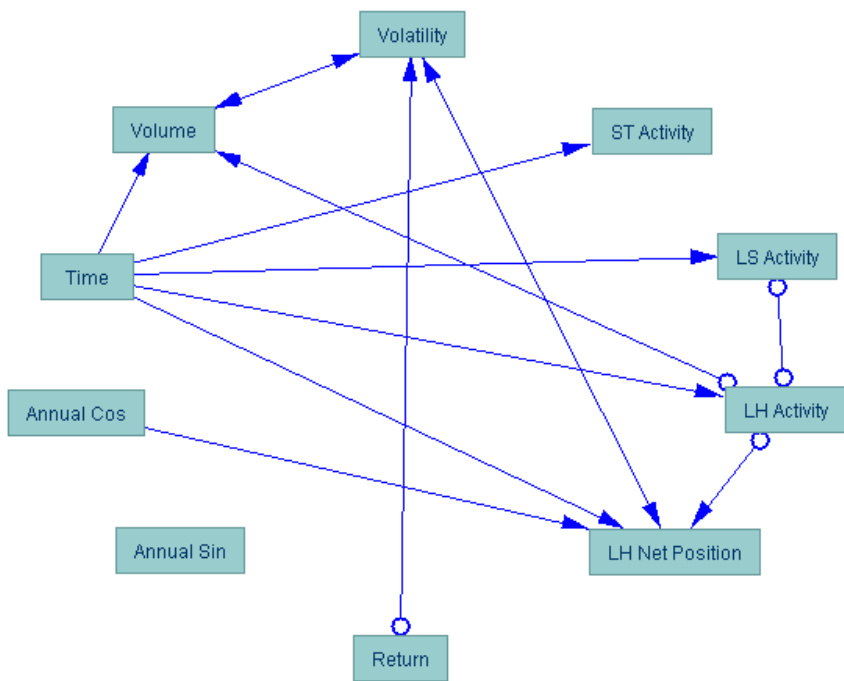 Volatility
Volume
ST Activity
Time
LS Activity
Annual Cos
LH Activity
Annual Sin
LH Net Position
Return